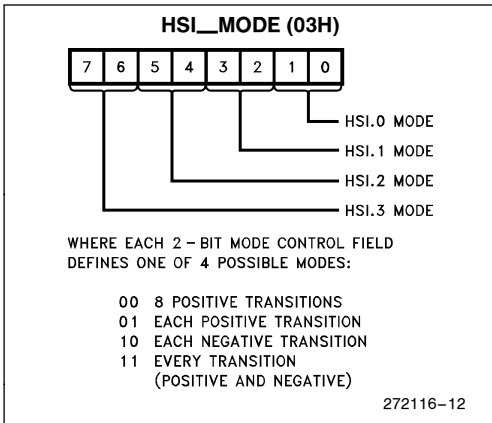 HSI_MODE (03H)
7 6 5 4 3 2 1 0
HSI.0 MODE
HSI.1 MODE
HSI.2 MODE
HSI.3 MODE
WHERE EACH 2-BIT MODE CONTROL FIELD
DEFINES ONE OF 4 POSSIBLE MODES:
00 8 POSITIVE TRANSITIONS
01 EACH POSITIVE TRANSITION
10 EACH NEGATIVE TRANSITION
11 EVERY TRANSITION
(POSITIVE AND NEGATIVE)
272116-12